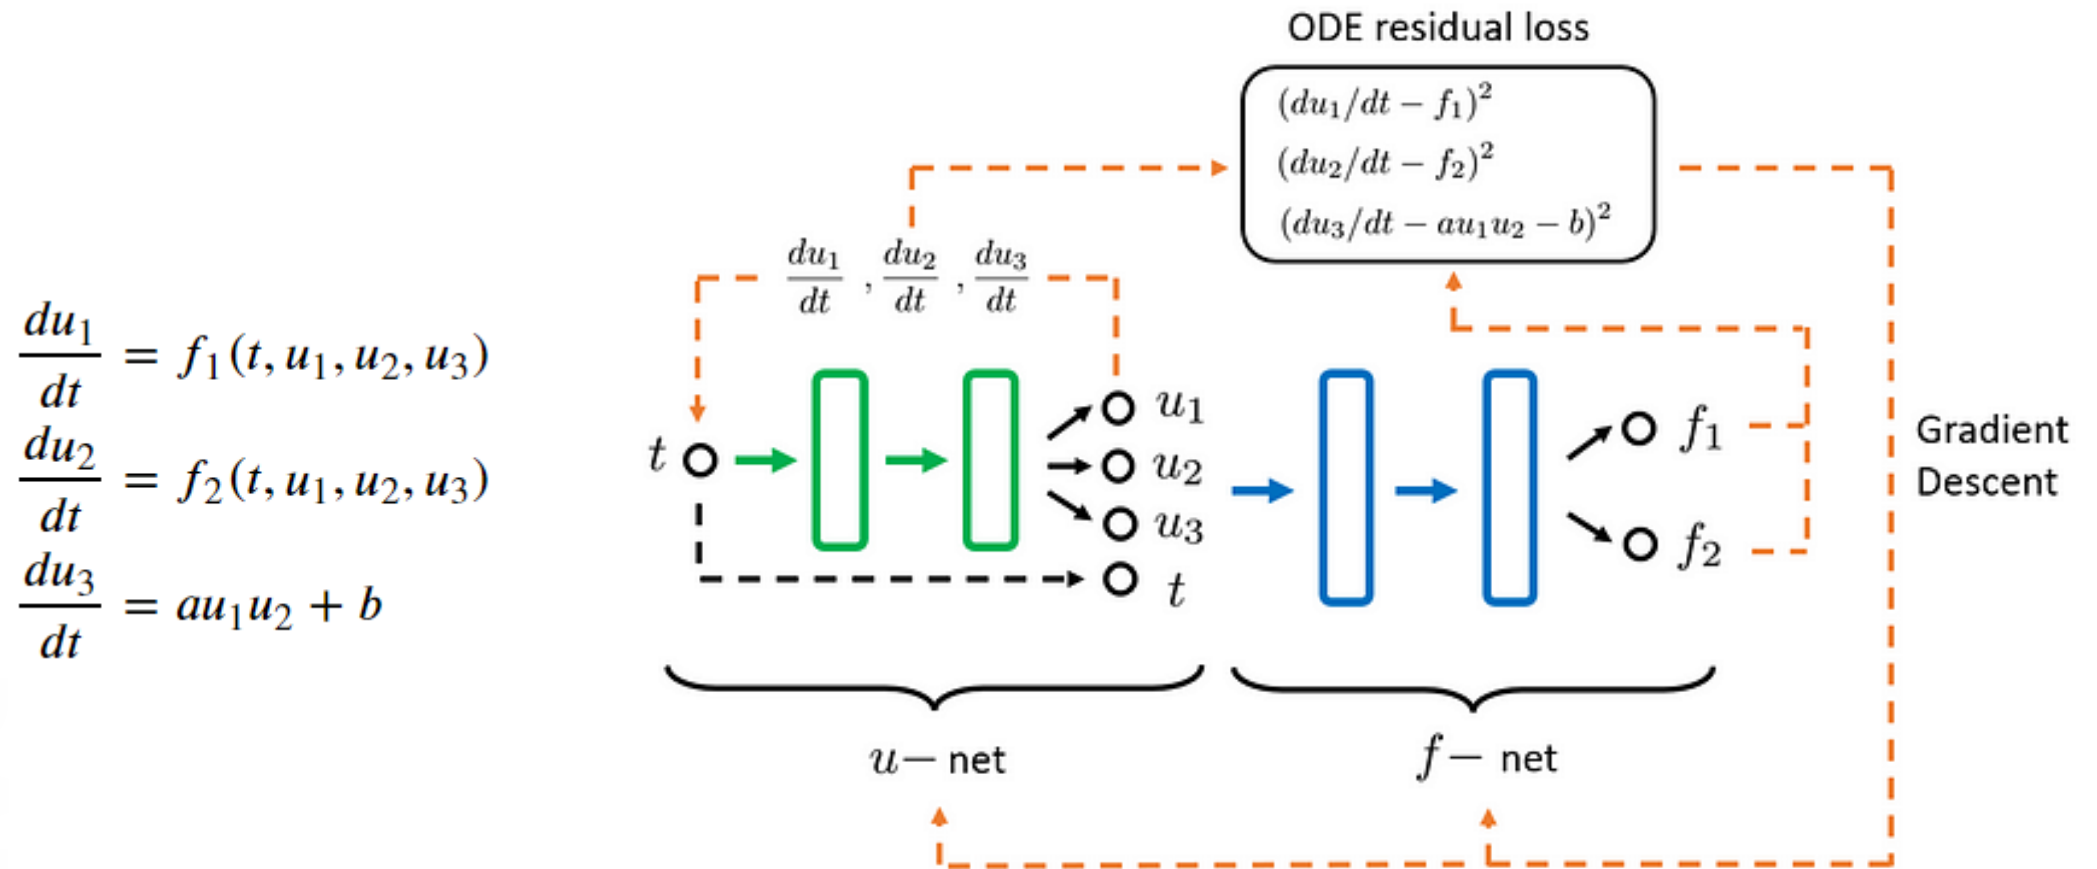 ODE residual loss
(du₁/dt − f₁)²
(du₂/dt − f₂)²
(du₃/dt − au₁u₂ − b)²
du₁/dt , du₂/dt , du₃/dt
du₁/dt = f₁(t, u₁, u₂, u₃)
du₂/dt = f₂(t, u₁, u₂, u₃)
du₃/dt = au₁u₂ + b
t
u₁
u₂
u₃
t
f₁
f₂
Gradient
Descent
u− net
f− net